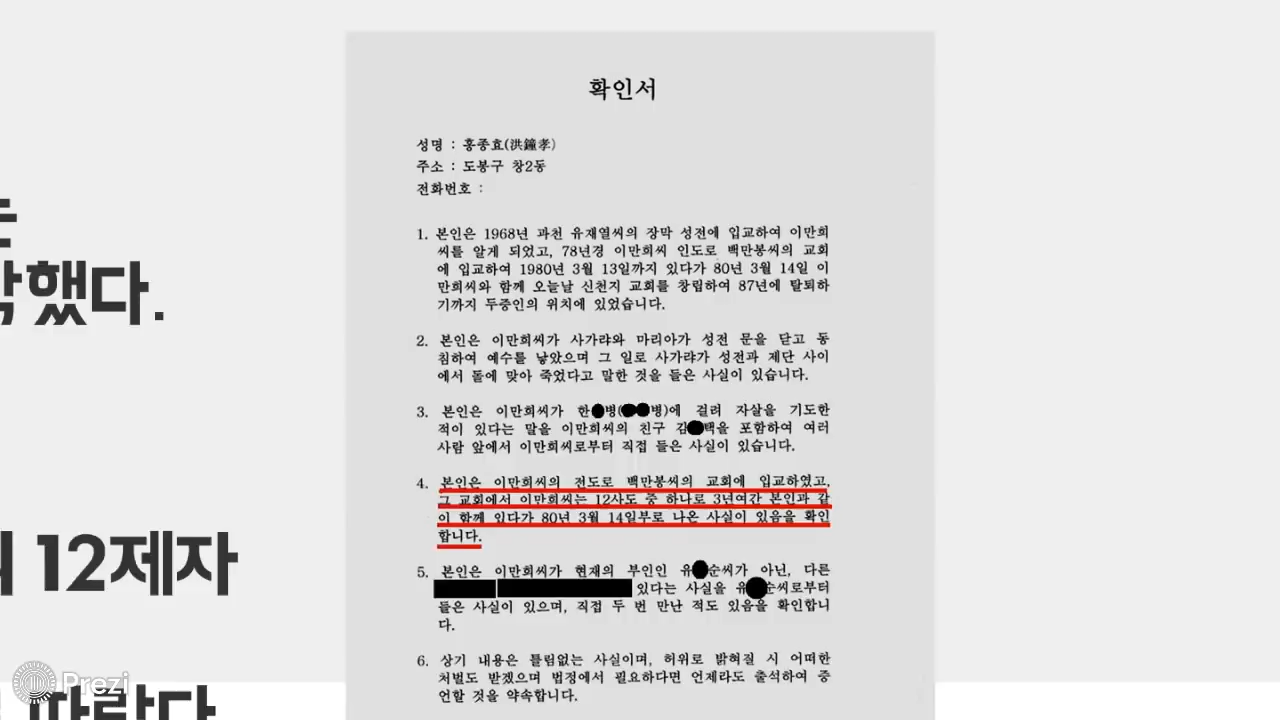 확인서
성명 : 홍종효(洪鐘孝)
주소 : 도봉구 창2동
전화번호 :
1. 본인은 1968년 과천 유재열씨의 장막 성전에 입교하여 이만희
씨를 알게 되었고, 78년경 이만희씨 인도로 백만봉씨의 교회
에 입교하여 1980년 3월 13일까지 있다가 80년 3월 14일 이
만희씨와 함께 오늘날 신천지 교회를 창립하여 87년에 탈퇴하
기까지 두중인의 위치에 있었습니다.
2. 본인은 이만희씨가 사가랴와 마리아가 성전 문을 닫고 동
침하여 예수를 낳았으며 그 일로 사가랴가 성전과 제단 사이
에서 돌에 맞아 죽었다고 말한 것을 들은 사실이 있습니다.
3. 본인은 이만희씨가 한 병( 병)에 걸려 자살을 기도한
적이 있다는 말을 이만희씨의 친구 김 택을 포함하여 여러
사람 앞에서 이만희씨로부터 직접 들은 사실이 있습니다.
4. 본인은 이만희씨의 전도로 백만봉씨의 교회에 입교하였고,
그 교회에서 이만희씨는 12사도 중 하나로 3년여간 본인과 같
이 함께 있다가 80년 3월 14일부로 나온 사실이 있음을 확인
합니다.
5. 본인은 이만희씨가 현재의 부인인 유 순씨가 아닌, 다른
있다는 사실을 유 순씨로부터
들은 사실이 있으며, 직접 두 번 만난 적도 있음을 확인합니
다.
6. 상기 내용은 틀림없는 사실이며, 허위로 밝혀질 시 어떠한
처벌도 받겠으며 법정에서 필요하다면 언제라도 출석하여 증
언할 것을 약속합니다.
는
했다.
12제자
따랐다
Prezi